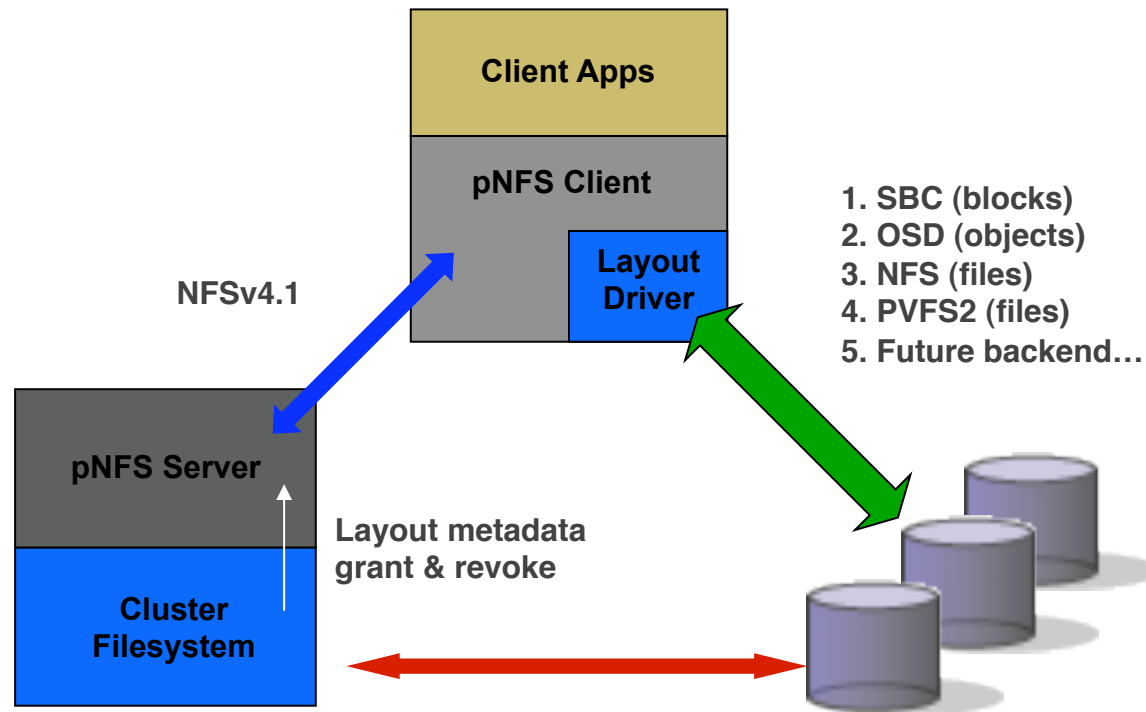 Client Apps
pNFS Client
Layout
Driver
NFSv4.1
1. SBC (blocks)
2. OSD (objects)
3. NFS (files)
4. PVFS2 (files)
5. Future backend…
pNFS Server
Layout metadata
grant & revoke
Cluster
Filesystem